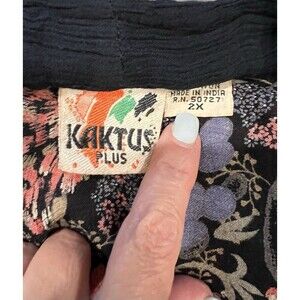 KAKTUS
PLUS
MADE IN INDIA
R.N. 50727
2X